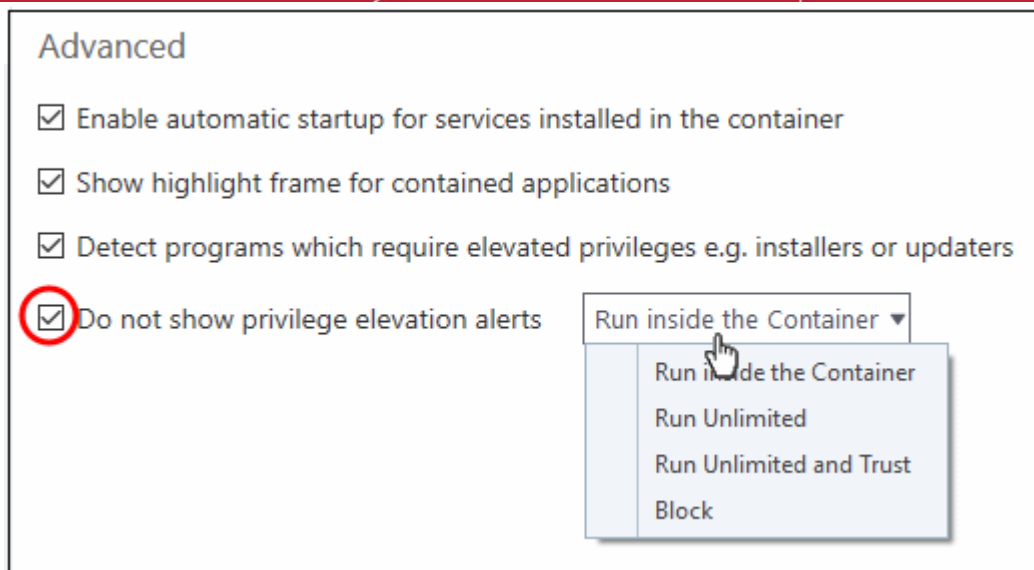 Advanced
Enable automatic startup for services installed in the container
Show highlight frame for contained applications
Detect programs which require elevated privileges e.g. installers or updaters
Do not show privilege elevation alerts Run inside the Container
Run inside the Container
Run Unlimited
Run Unlimited and Trust
Block